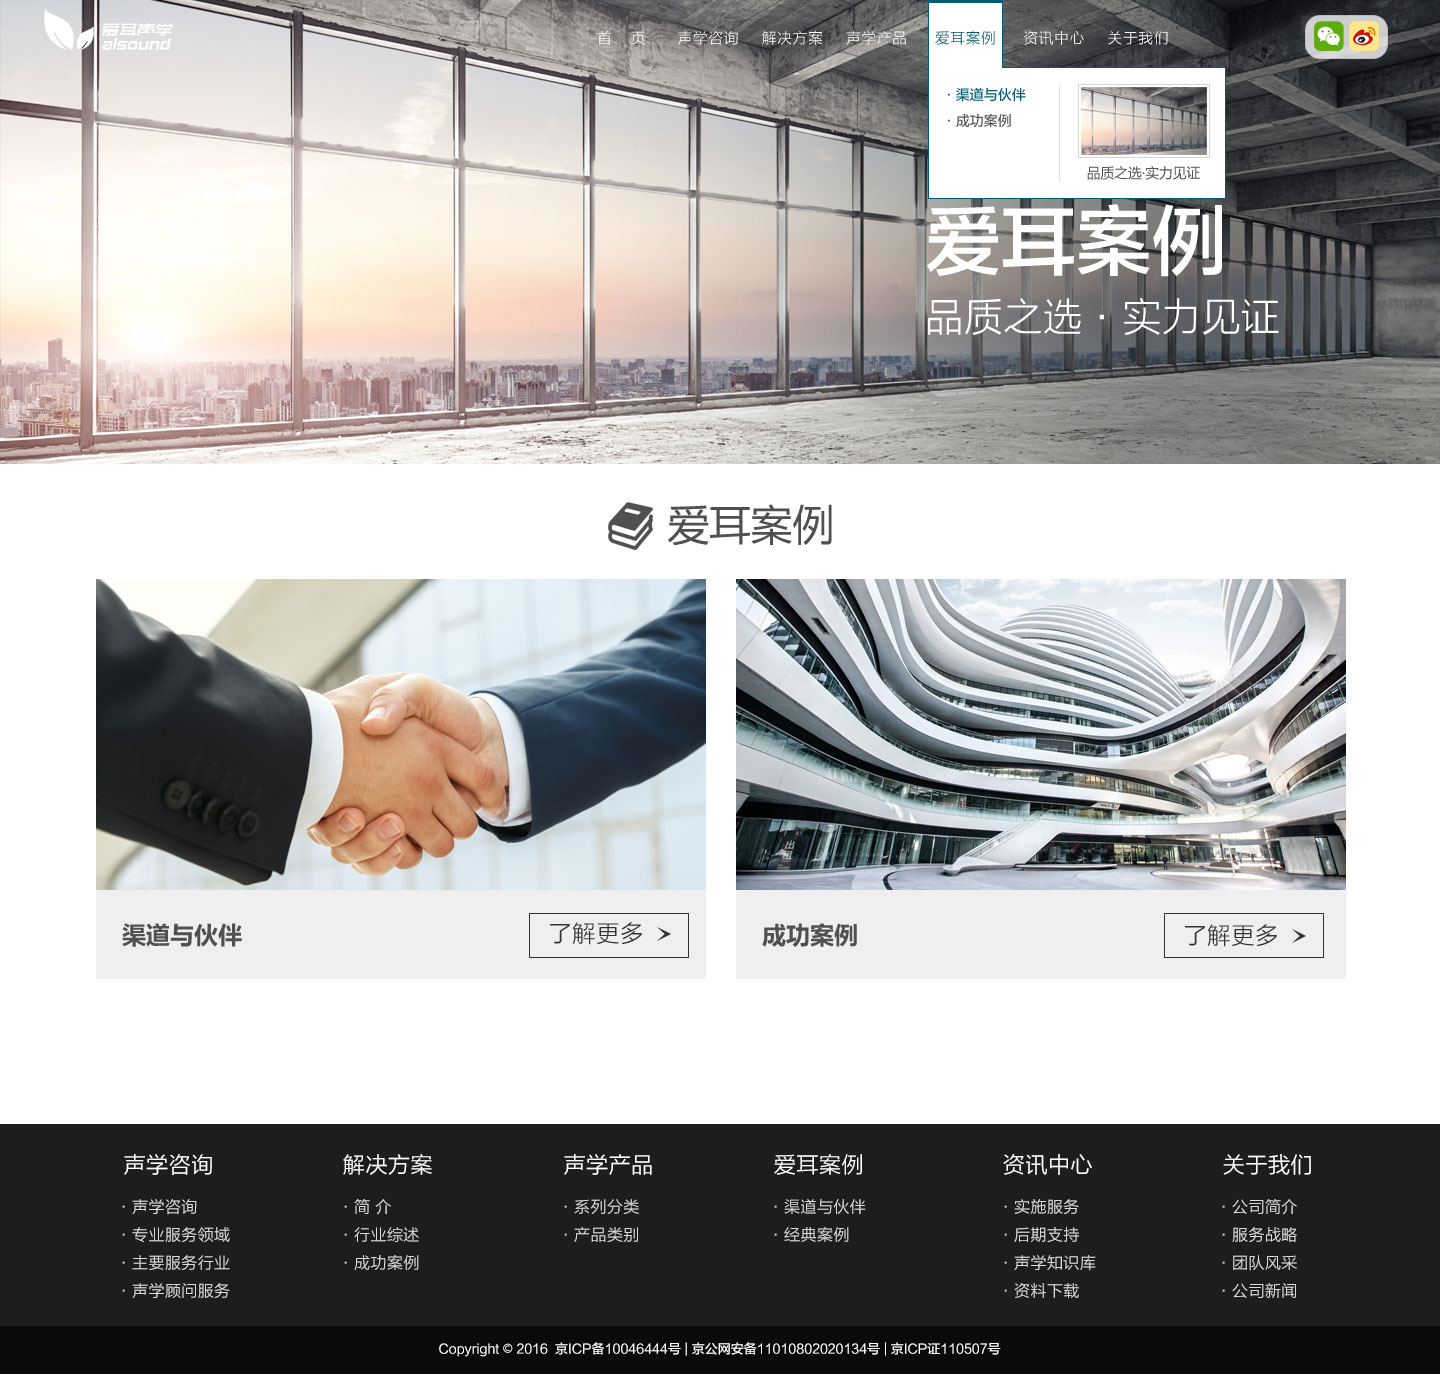 爱耳声学
alsound
首 页 声学咨询 解决方案 声学产品 爱耳案例 资讯中心 关于我们
· 渠道与伙伴
· 成功案例
品质之选·实力见证
爱耳案例
品质之选 · 实力见证
爱耳案例
出租
渠道与伙伴
了解更多 >
成功案例
了解更多 >
声学咨询
· 声学咨询
· 专业服务领域
· 主要服务行业
· 声学顾问服务
解决方案
· 简 介
· 行业综述
· 成功案例
声学产品
· 系列分类
· 产品类别
爱耳案例
· 渠道与伙伴
· 经典案例
资讯中心
· 实施服务
· 后期支持
· 声学知识库
· 资料下载
关于我们
· 公司简介
· 服务战略
· 团队风采
· 公司新闻
Copyright © 2016 京ICP备10046444号 | 京公网安备11010802020134号 | 京ICP证110507号